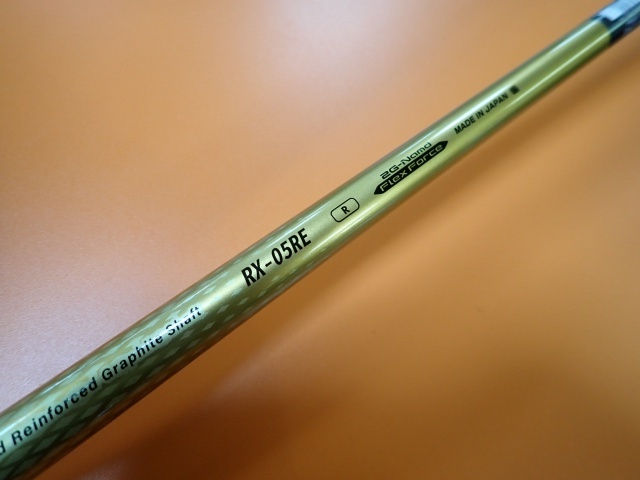 Reinforced Graphite Shaft
RX-05RE
R
2G-Namd
FlexForce
MADE IN JAPAN